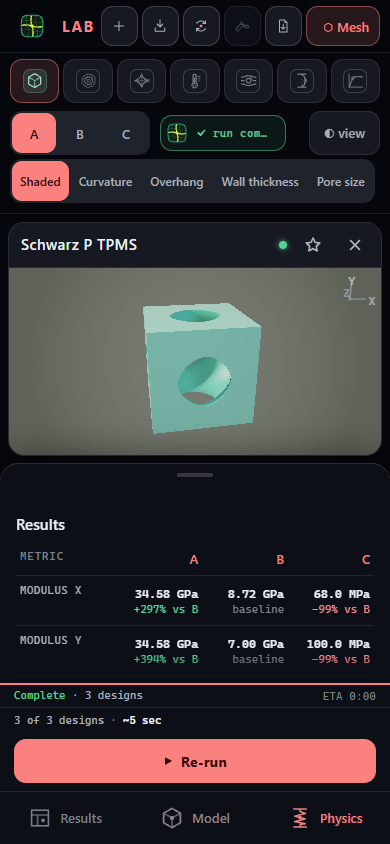 LAB
Mesh
A B C
✓ run com…
view
Shaded Curvature Overhang Wall thickness Pore size
Schwarz P TPMS
Y
Z X
Results
METRIC A B C
MODULUS X 34.58 GPa 8.72 GPa 68.0 MPa
+297% vs B baseline −99% vs B
MODULUS Y 34.58 GPa 7.00 GPa 100.0 MPa
+394% vs B baseline −99% vs B
Complete · 3 designs ETA 0:00
3 of 3 designs · ~5 sec
Re-run
Results Model Physics